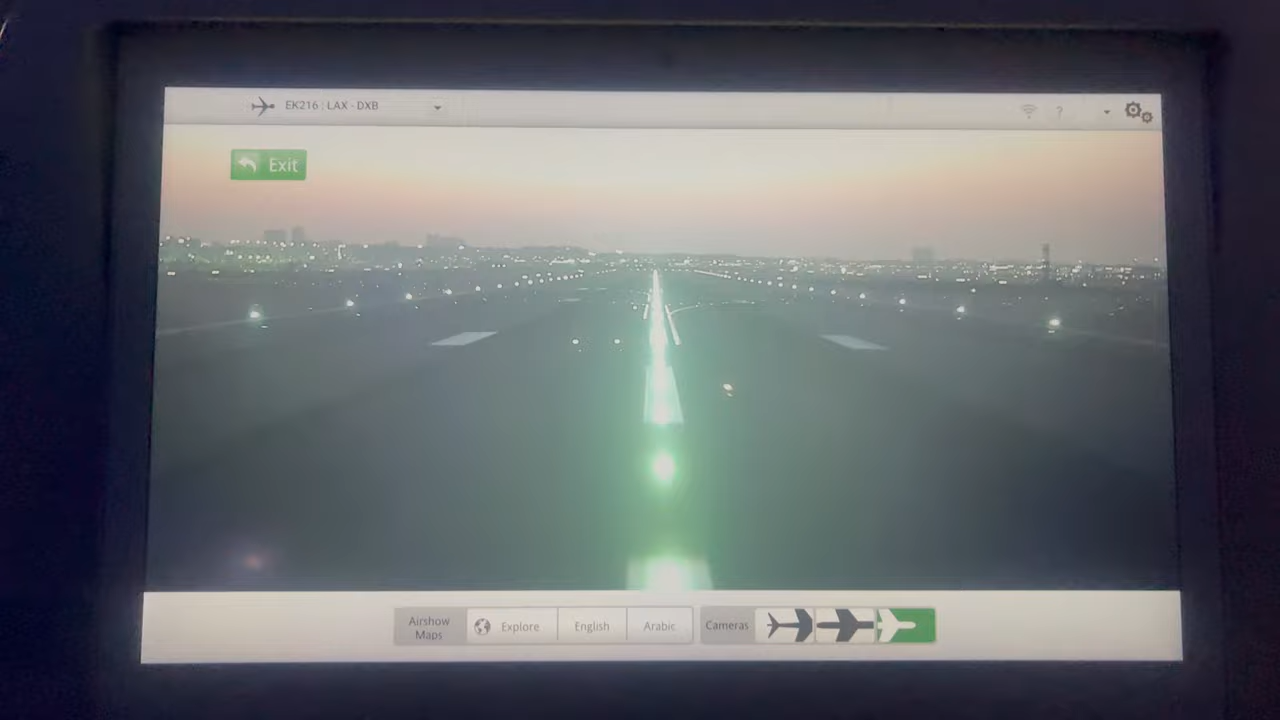 EK216 : LAX - DXB
?
Exit
Airshow
Maps
Explore
English
Arabic
Cameras